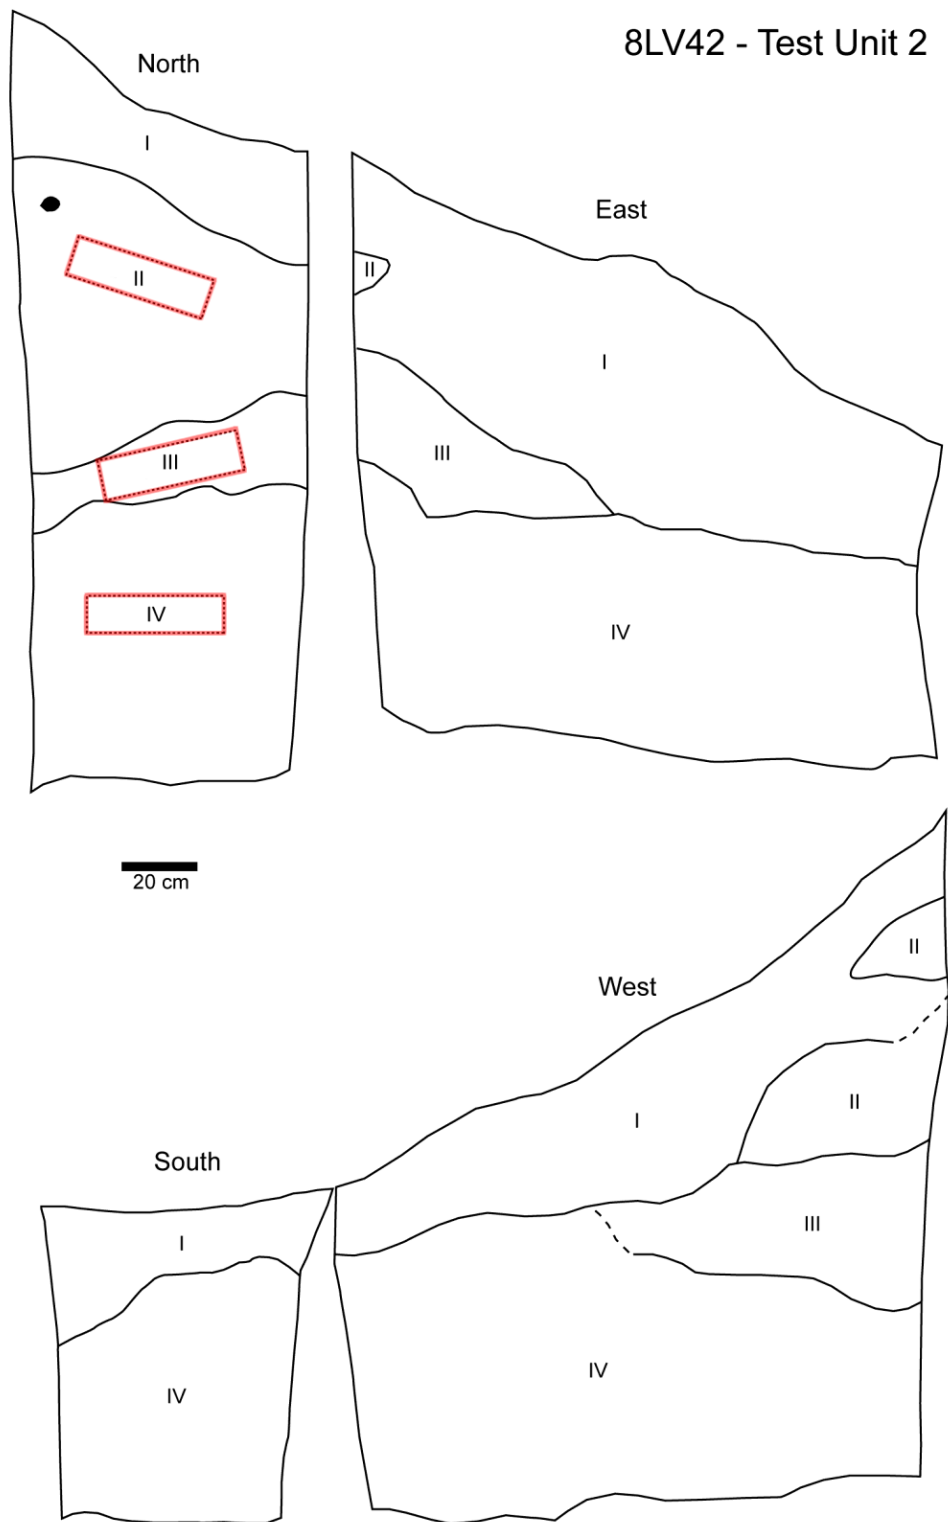 8LV42 - Test Unit 2
North
I
II
III
IV
East
II
I
III
IV
20 cm
West
II
II
I
III
IV
South
I
IV